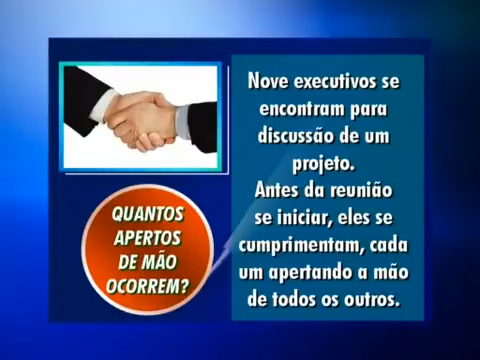 Nove executivos se
encontram para
discussão de um
projeto.
Antes da reunião
se iniciar, eles se
cumprimentam, cada
um apertando a mão
de todos os outros.
QUANTOS
APERTOS
DE MÃO
OCORREM?